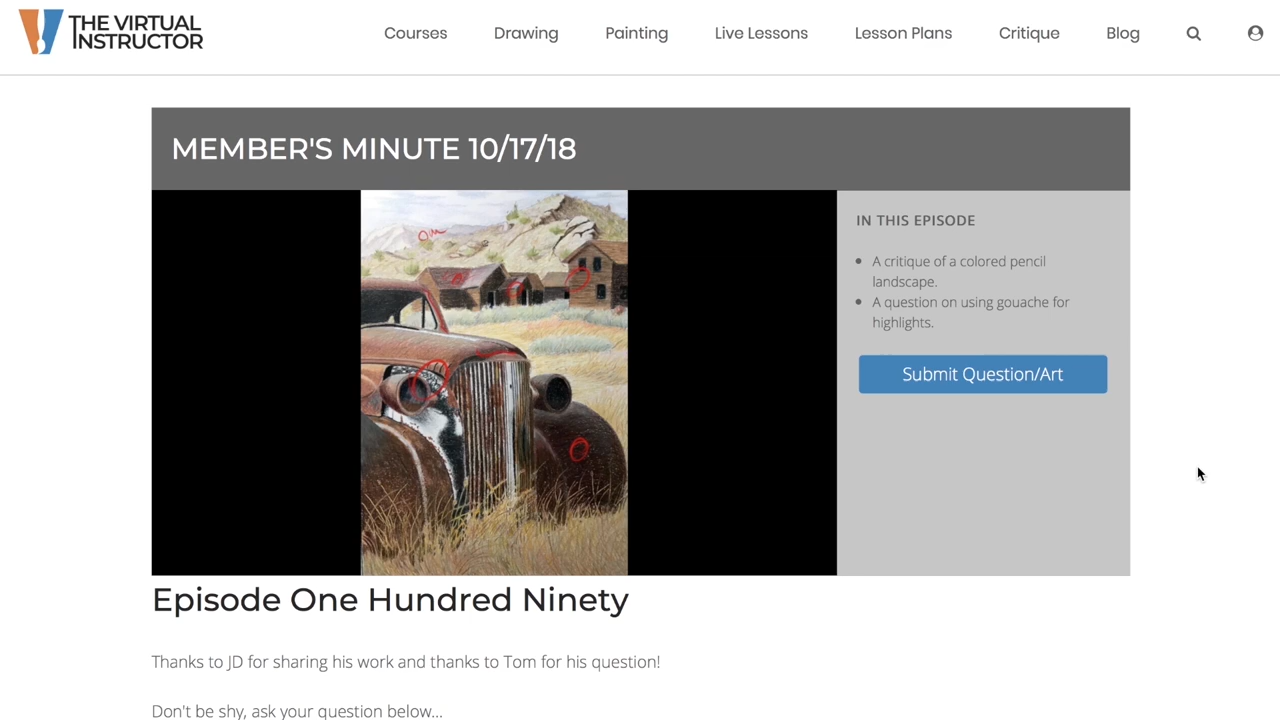 THE VIRTUAL
INSTRUCTOR
Courses
Drawing
Painting
Live Lessons
Lesson Plans
Critique
Blog
MEMBER'S MINUTE 10/17/18
IN THIS EPISODE
A critique of a colored pencil
landscape.
A question on using gouache for
highlights.
Submit Question/Art
Episode One Hundred Ninety
Thanks to JD for sharing his work and thanks to Tom for his question!
Don't be shy, ask your question below...